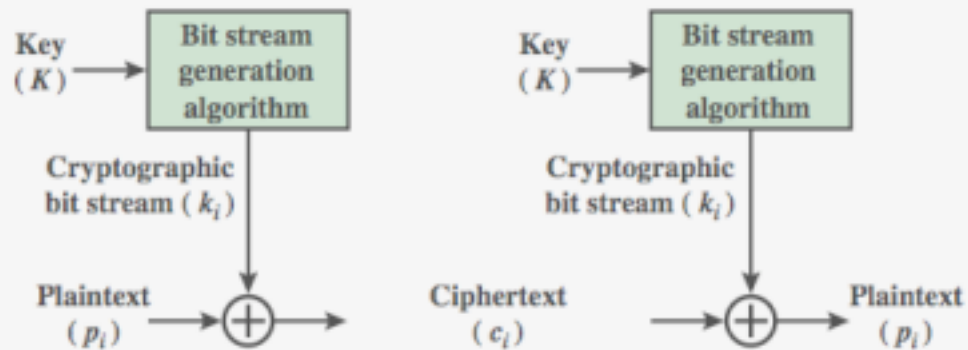 Key
(K)
Bit stream
generation
algorithm
Cryptographic
bit stream ( kᵢ )
Plaintext
( pᵢ )
Key
(K)
Bit stream
generation
algorithm
Cryptographic
bit stream ( kᵢ )
Ciphertext
( cᵢ )
Plaintext
( pᵢ )